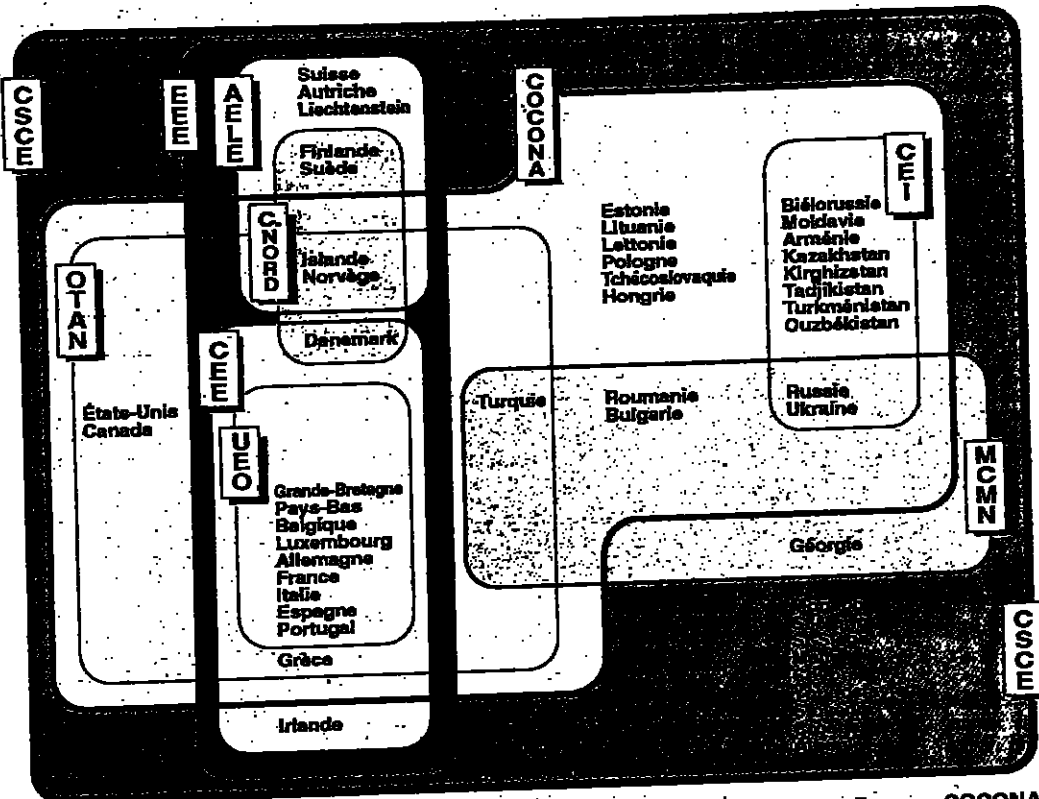 CSCE
EEE
AELE
Suisse
Autriche
Liechtenstein
COCONA
Finlande
Suède
CEI
C.NORD
Islande
Norvège
Estonie
Lituanie
Lettonie
Pologne
Tchécoslovaquie
Hongrie
Biélorussie
Moldavie
Arménie
Kazakhstan
Kirghizstan
Tadjikistan
Turkménistan
Ouzbékistan
OTAN
Danemark
CEE
États-Unis
Canada
Turquie
Roumanie
Bulgarie
Russie
Ukraine
UEO
MCMN
Grande-Bretagne
Pays-Bas
Belgique
Luxembourg
Allemagne
France
Italie
Espagne
Portugal
Géorgie
Grèce
CSCE
Irlande
COCONA